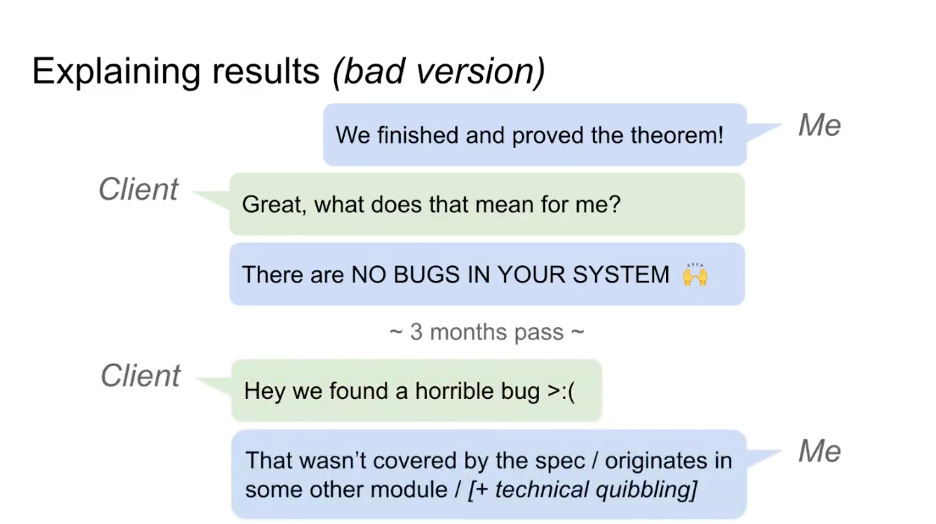 Explaining results (bad version)
We finished and proved the theorem!
Me
Client
Great, what does that mean for me?
There are NO BUGS IN YOUR SYSTEM 🙌
~ 3 months pass ~
Client
Hey we found a horrible bug >:(
That wasn’t covered by the spec / originates in
some other module / [+ technical quibbling]
Me